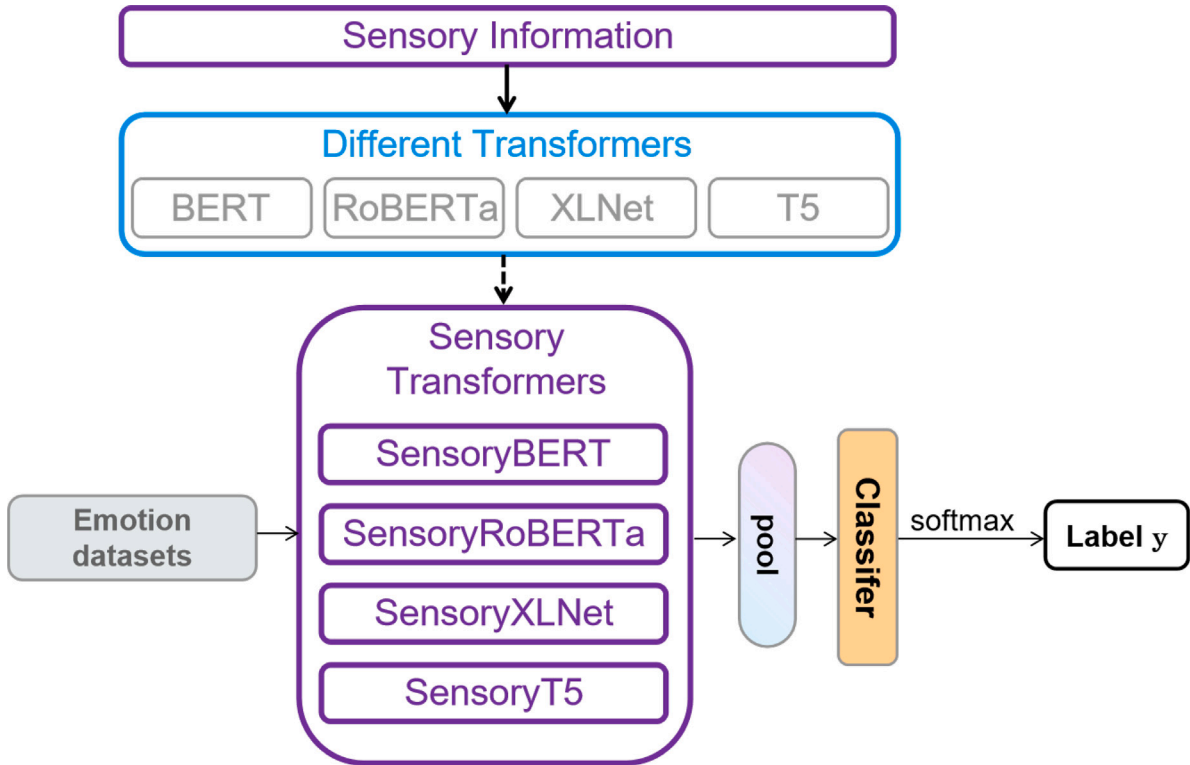 Sensory Information
Different Transformers
BERT
RoBERTa
XLNet
T5
Sensory
Transformers
SensoryBERT
SensoryRoBERTa
SensoryXLNet
SensoryT5
Emotion
datasets
pool
Classifer
softmax
Label y